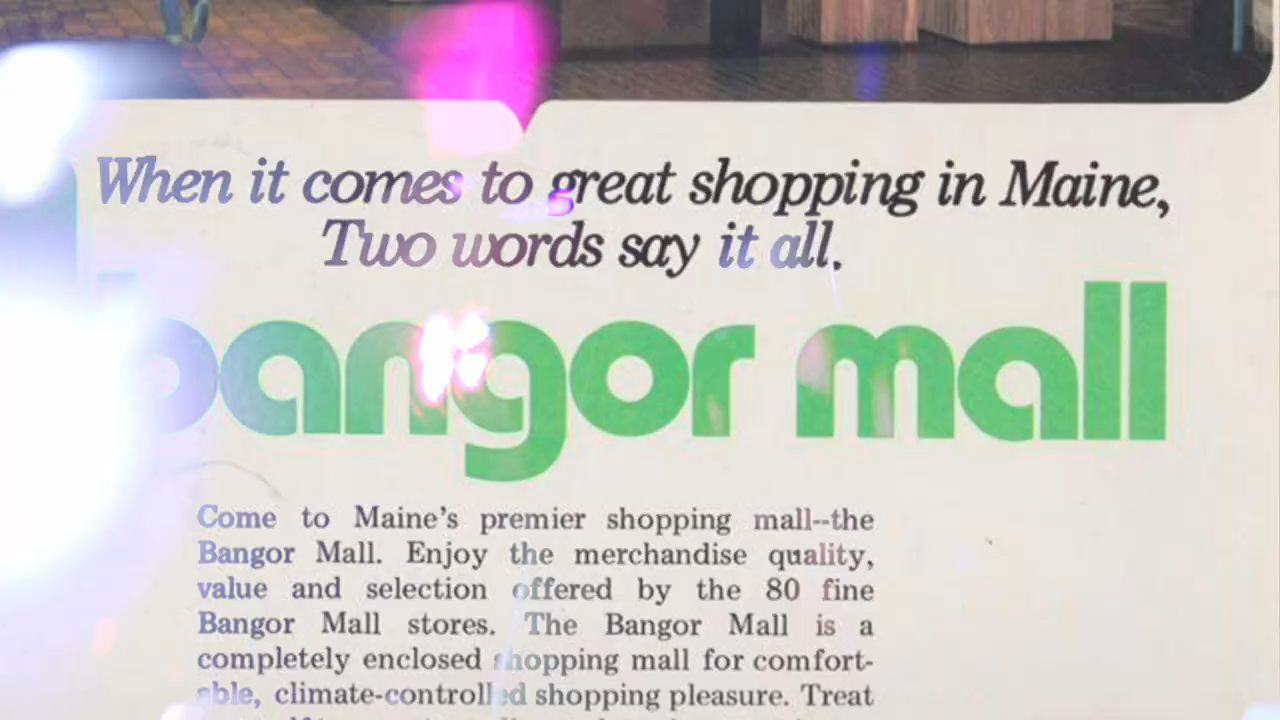 When it comes to great shopping in Maine,
Two words say it all.
bangor mall
Come to Maine's premier shopping mall--the
Bangor Mall. Enjoy the merchandise quality,
value and selection offered by the 80 fine
Bangor Mall stores. The Bangor Mall is a
completely enclosed shopping mall for comfort-
able, climate-controlled shopping pleasure. Treat